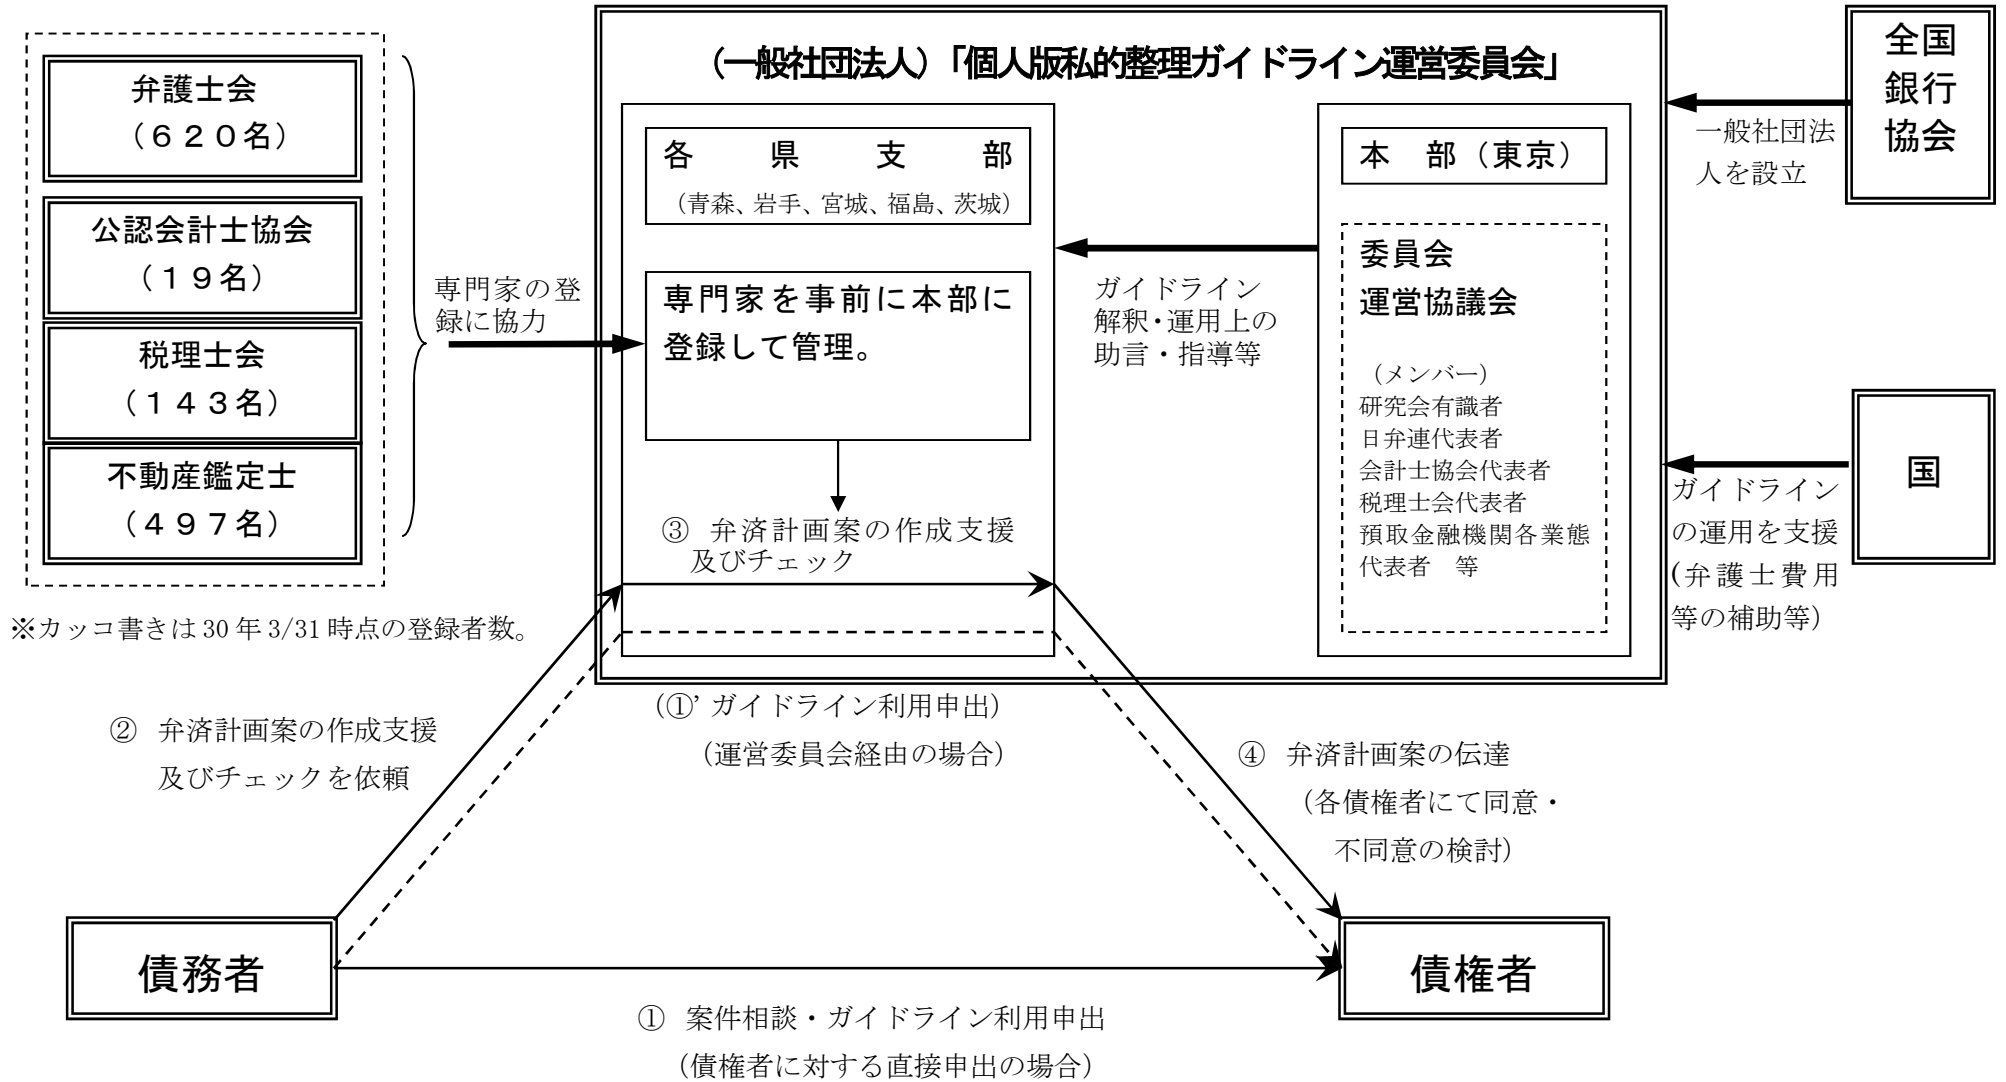 (一般社団法人)「個人版私的整理ガイドライン運営委員会」
弁護士会
(620名)
公認会計士協会
(19名)
税理士会
(143名)
不動産鑑定士
(497名)
※カッコ書きは30年3/31時点の登録者数。
専門家の登
録に協力
各県支部
(青森、岩手、宮城、福島、茨城)
専門家を事前に本部に
登録して管理。
③ 弁済計画案の作成支援
及びチェック
ガイドライン
解釈・運用上の
助言・指導等
本 部(東京)
委員会
運営協議会
(メンバー)
研究会有識者
日弁連代表者
会計士協会代表者
税理士会代表者
預取金融機関各業態
代表者 等
全国
銀行
協会
一般社団法
人を設立
国
ガイドライン
の運用を支援
(弁護士費用
等の補助等)
② 弁済計画案の作成支援
及びチェックを依頼
(①’ガイドライン利用申出)
(運営委員会経由の場合)
④ 弁済計画案の伝達
(各債権者にて同意・
不同意の検討)
債務者
債権者
① 案件相談・ガイドライン利用申出
(債権者に対する直接申出の場合)